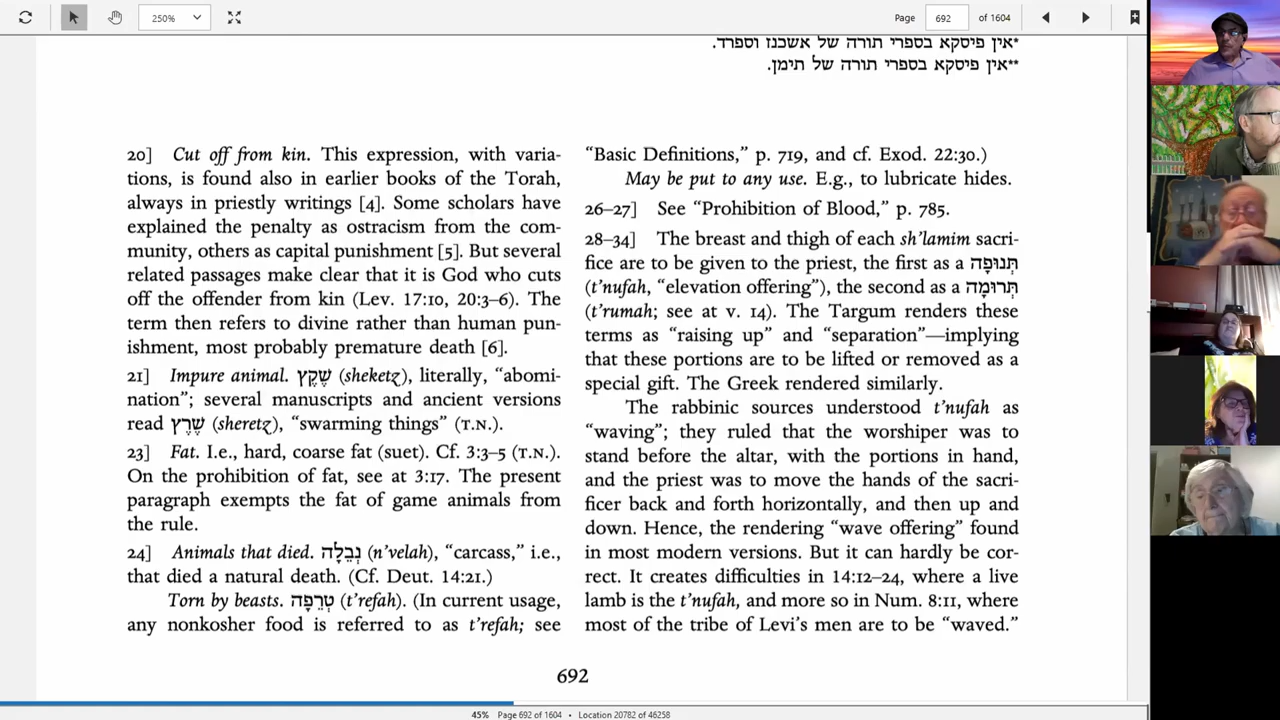 250%
Page 692 of 1604
*אין פיסקא בספרי תורה של אשכנז וספרד.
**אין פיסקא בספרי תורה של תימן.
20] Cut off from kin. This expression, with varia-
tions, is found also in earlier books of the Torah,
always in priestly writings [4]. Some scholars have
explained the penalty as ostracism from the com-
munity, others as capital punishment [5]. But several
related passages make clear that it is God who cuts
off the offender from kin (Lev. 17:10, 20:3–6). The
term then refers to divine rather than human pun-
ishment, most probably premature death [6].
21] Impure animal. שֶׁקֶץ (sheketz), literally, “abomi-
nation”; several manuscripts and ancient versions
read שֶׁרֶץ (sheretz), “swarming things” (T.N.).
23] Fat. I.e., hard, coarse fat (suet). Cf. 3:3–5 (T.N.).
On the prohibition of fat, see at 3:17. The present
paragraph exempts the fat of game animals from
the rule.
24] Animals that died. נְבֵלָה (n’velah), “carcass,” i.e.,
that died a natural death. (Cf. Deut. 14:21.)
Torn by beasts. טְרֵפָה (t’refah). (In current usage,
any nonkosher food is referred to as t’refah; see
“Basic Definitions,” p. 719, and cf. Exod. 22:30.)
May be put to any use. E.g., to lubricate hides.
26–27] See “Prohibition of Blood,” p. 785.
28–34] The breast and thigh of each sh’lamim sacri-
fice are to be given to the priest, the first as a תְּנוּפָה
(t’nufah, “elevation offering”), the second as a תְּרוּמָה
(t’rumah; see at v. 14). The Targum renders these
terms as “raising up” and “separation”—implying
that these portions are to be lifted or removed as a
special gift. The Greek rendered similarly.
The rabbinic sources understood t’nufah as
“waving”; they ruled that the worshiper was to
stand before the altar, with the portions in hand,
and the priest was to move the hands of the sacri-
ficer back and forth horizontally, and then up and
down. Hence, the rendering “wave offering” found
in most modern versions. But it can hardly be cor-
rect. It creates difficulties in 14:12–24, where a live
lamb is the t’nufah, and more so in Num. 8:11, where
most of the tribe of Levi’s men are to be “waved.”
692
45% Page 692 of 1604 • Location 20782 of 46258